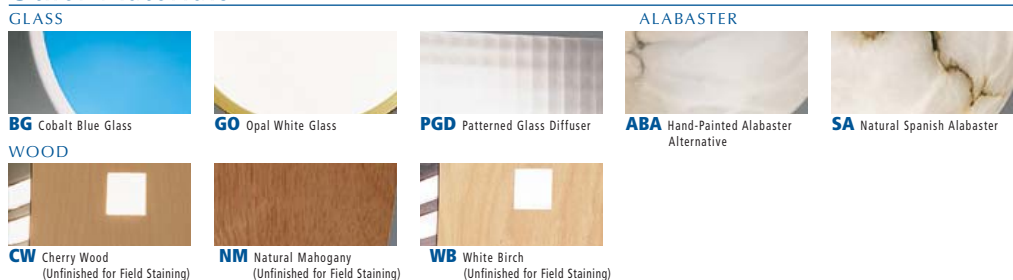 GLASS
ALABASTER
BG Cobalt Blue Glass
GO Opal White Glass
PGD Patterned Glass Diffuser
ABA Hand-Painted Alabaster
Alternative
SA Natural Spanish Alabaster
WOOD
CW Cherry Wood
(Unfinished for Field Staining)
NM Natural Mahogany
(Unfinished for Field Staining)
WB White Birch
(Unfinished for Field Staining)